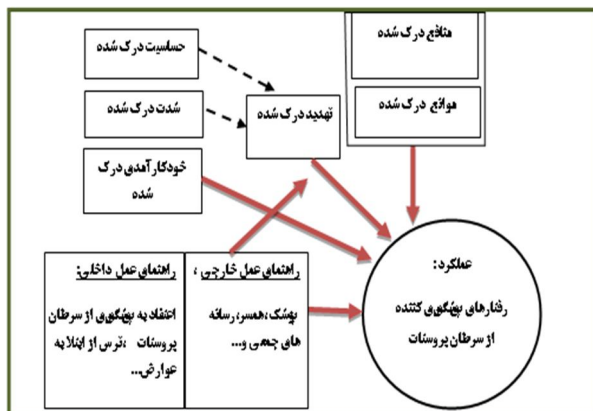 منافع درک شده
موانع درک شده
حساسیت درک شده
شدت درک شده
تهدید درک شده
خودکارآمدی درک
شده
راهنمای عمل خارجی ،
پزشک،همسر، رسانه
های جمعی و...
راهنمای عمل داخلی:
اعتقاد به پیشگیری از سرطان
پروستات ،ترس از ابتلا به
عوارض...
عملکرد:
رفتارهای پیشگیری کننده
از سرطان پروستات